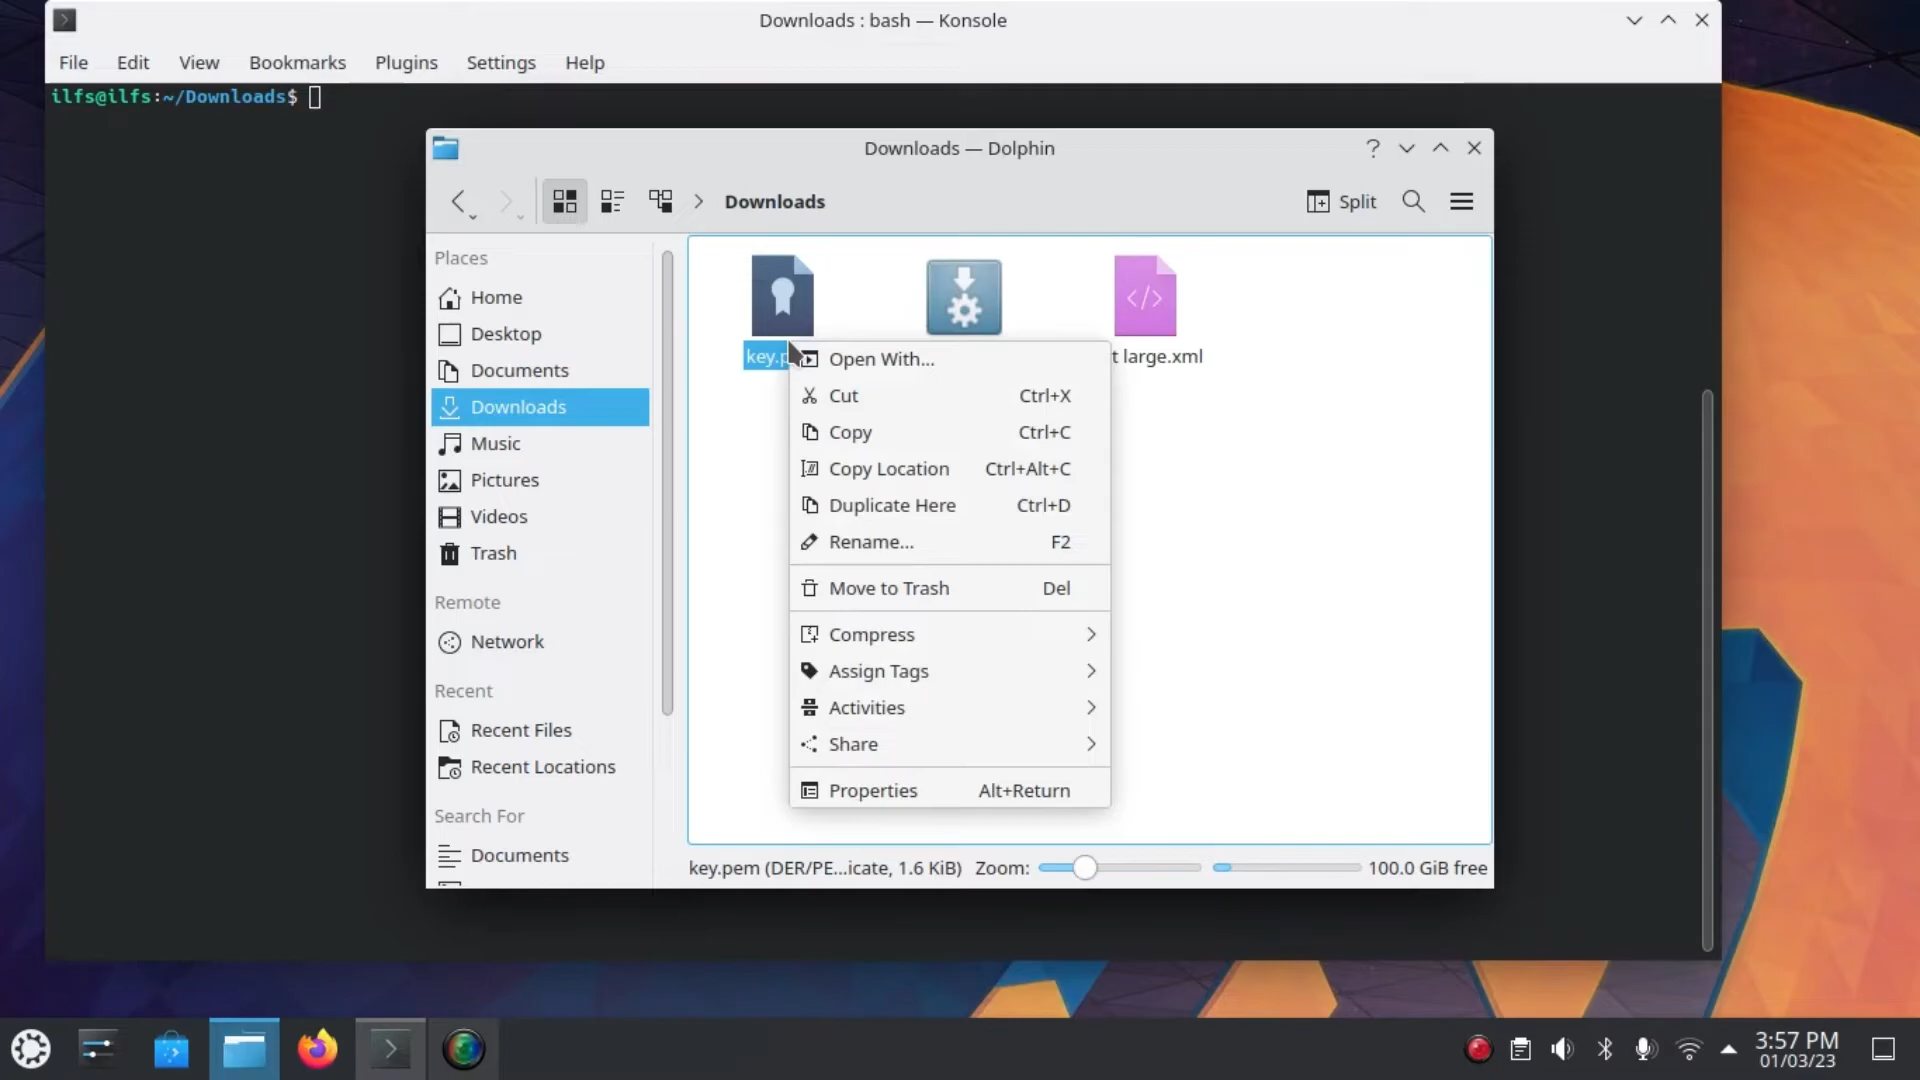 Downloads : bash — Konsole
File Edit View Bookmarks Plugins Settings Help
ilfs@ilfs:~/Downloads$
Downloads — Dolphin
Downloads
Split
Places
Home
Desktop
Documents
Downloads
Music
Pictures
Videos
Trash
Remote
Network
Recent
Recent Files
Recent Locations
Search For
Documents
t large.xml
Open With...
Cut Ctrl+X
Copy Ctrl+C
Copy Location Ctrl+Alt+C
Duplicate Here Ctrl+D
Rename... F2
Move to Trash Del
Compress
Assign Tags
Activities
Share
Properties Alt+Return
key.pem (DER/PE...icate, 1.6 KiB) Zoom: 100.0 GiB free
3:57 PM
01/03/23